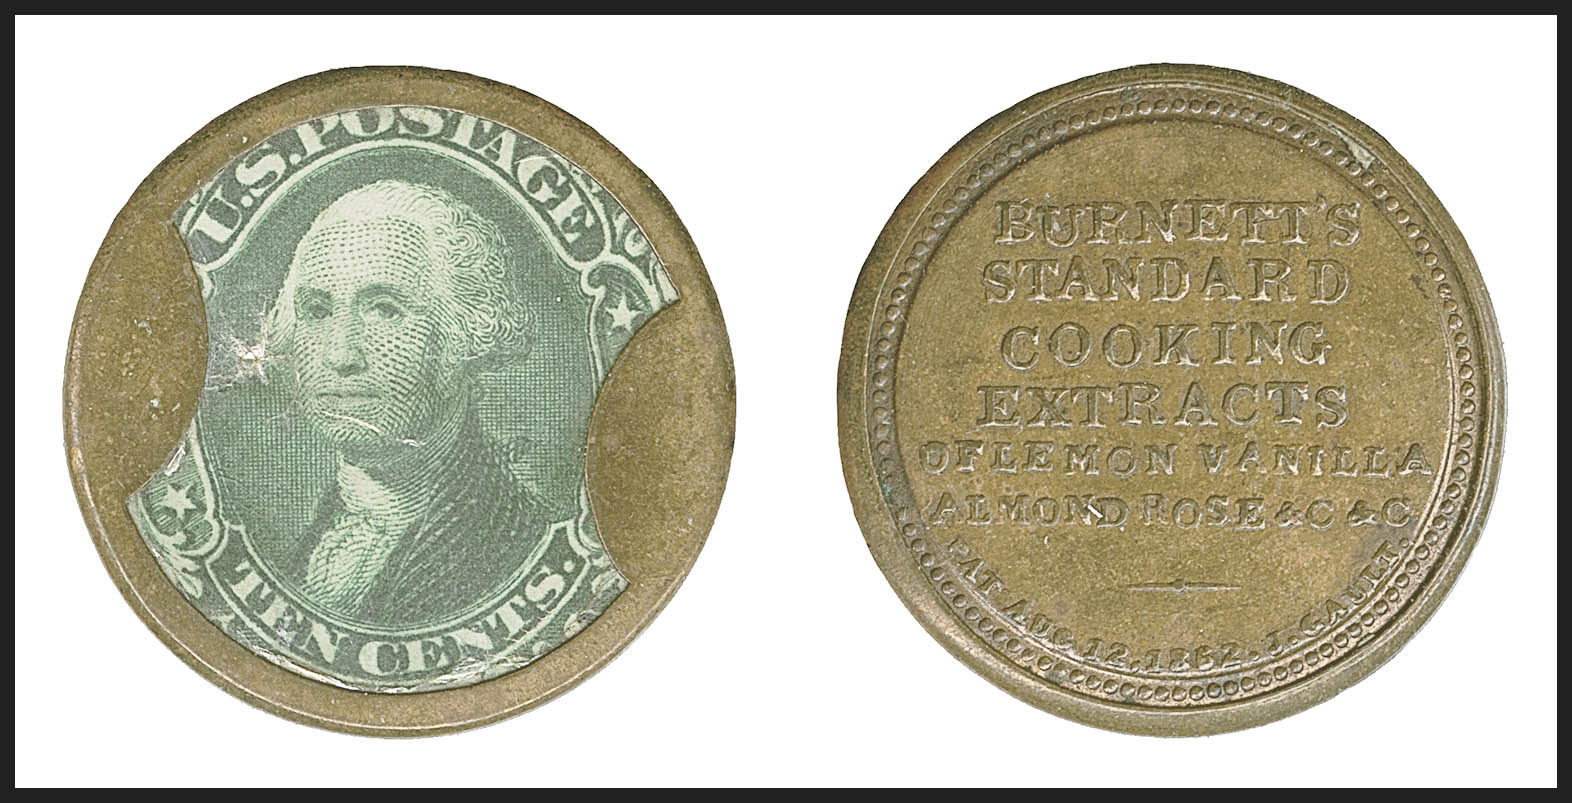 U.S. POSTAGE
TEN CENTS.
BURNETT'S
STANDARD
COOKING
EXTRACTS
OF LEMON VANILLA
ALMOND ROSE & C & C
PAT AUG. 12, 1862. J. GAULT.